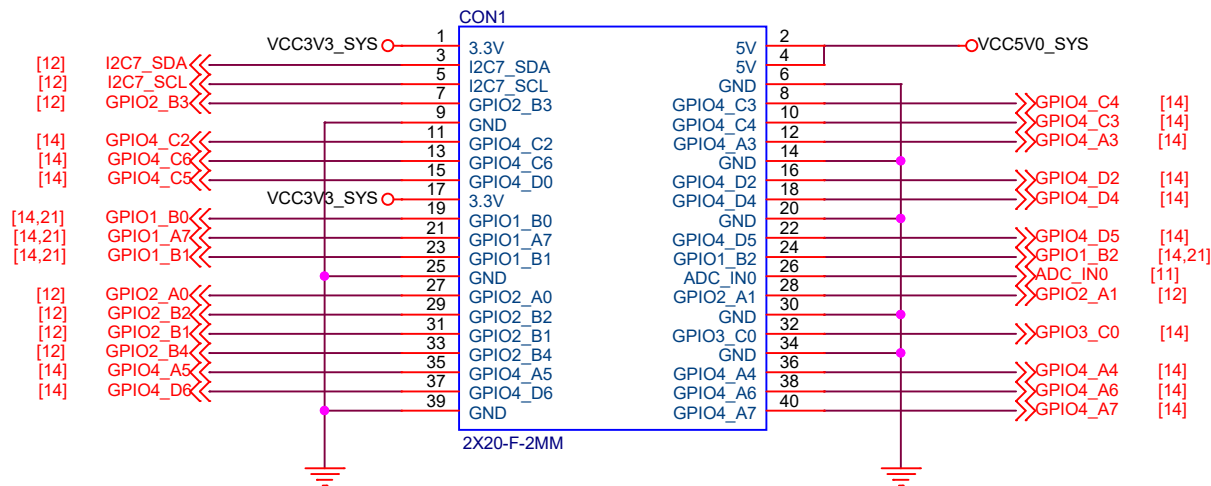 CON1
VCC3V3_SYS 1 3.3V 5V 2 VCC5V0_SYS
[12] I2C7_SDA 3 I2C7_SDA 5V 4
[12] I2C7_SCL 5 I2C7_SCL GND 6
[12] GPIO2_B3 7 GPIO2_B3 GPIO4_C3 8 GPIO4_C4 [14]
9 GND GPIO4_C4 10 GPIO4_C3 [14]
[14] GPIO4_C2 11 GPIO4_C2 GPIO4_A3 12 GPIO4_A3 [14]
[14] GPIO4_C6 13 GPIO4_C6 GND 14
[14] GPIO4_C5 15 GPIO4_D0 GPIO4_D2 16 GPIO4_D2 [14]
VCC3V3_SYS 17 3.3V GPIO4_D4 18 GPIO4_D4 [14]
[14,21] GPIO1_B0 19 GPIO1_B0 GND 20
[14,21] GPIO1_A7 21 GPIO1_A7 GPIO4_D5 22 GPIO4_D5 [14]
[14,21] GPIO1_B1 23 GPIO1_B1 GPIO1_B2 24 GPIO1_B2 [14,21]
25 GND ADC_IN0 26 ADC_IN0 [11]
[12] GPIO2_A0 27 GPIO2_A0 GPIO2_A1 28 GPIO2_A1 [12]
[12] GPIO2_B2 29 GPIO2_B2 GND 30
[12] GPIO2_B1 31 GPIO2_B1 GPIO3_C0 32 GPIO3_C0 [14]
[12] GPIO2_B4 33 GPIO2_B4 GND 34
[14] GPIO4_A5 35 GPIO4_A5 GPIO4_A4 36 GPIO4_A4 [14]
[14] GPIO4_D6 37 GPIO4_D6 GPIO4_A6 38 GPIO4_A6 [14]
39 GND GPIO4_A7 40 GPIO4_A7 [14]
2X20-F-2MM